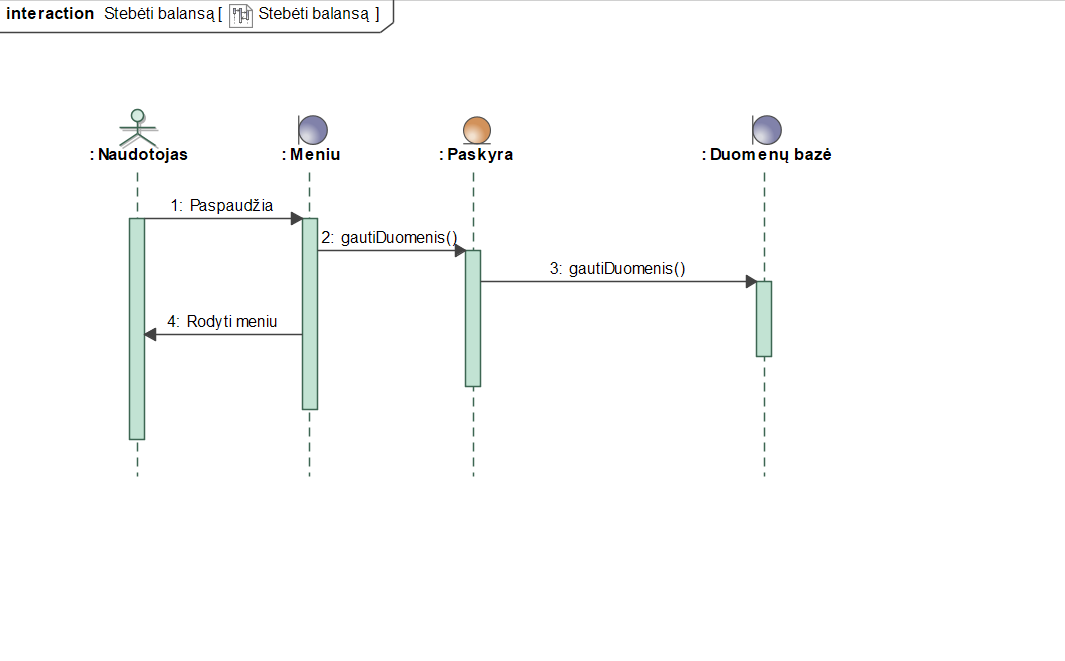 interaction Stebėti balansą [ Stebėti balansą ]
: Naudotojas : Meniu : Paskyra : Duomenų bazė
1: Paspaudžia
2: gautiDuomenis()
3: gautiDuomenis()
4: Rodyti meniu